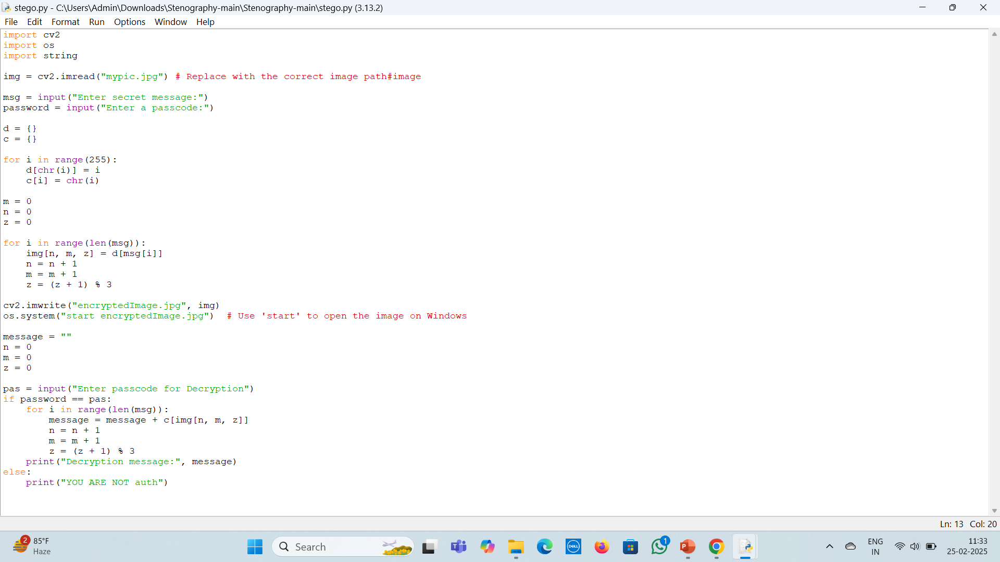 stego.py - C:\Users\Admin\Downloads\Stenography-main\Stenography-main\stego.py (3.13.2)
File Edit Format Run Options Window Help
import cv2
import os
import string

img = cv2.imread("mypic.jpg") # Replace with the correct image path#image

msg = input("Enter secret message:")
password = input("Enter a passcode:")

d = {}
c = {}

for i in range(255):
    d[chr(i)] = i
    c[i] = chr(i)

m = 0
n = 0
z = 0

for i in range(len(msg)):
    img[n, m, z] = d[msg[i]]
    n = n + 1
    m = m + 1
    z = (z + 1) % 3

cv2.imwrite("encryptedImage.jpg", img)
os.system("start encryptedImage.jpg")  # Use 'start' to open the image on Windows

message = ""
n = 0
m = 0
z = 0

pas = input("Enter passcode for Decryption")
if password == pas:
    for i in range(len(msg)):
        message = message + c[img[n, m, z]]
        n = n + 1
        m = m + 1
        z = (z + 1) % 3
    print("Decryption message:", message)
else:
    print("YOU ARE NOT auth")
Ln: 13 Col: 20
2
85°F
Haze
Search
DELL
1
P
ENG
IN
11:33
25-02-2025